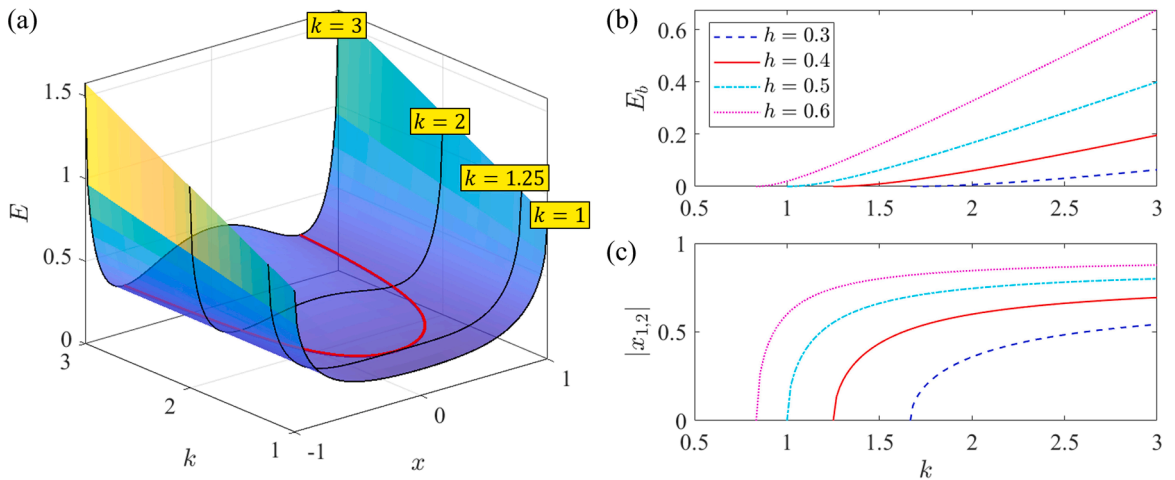 (a)
k = 3
k = 2
k = 1.25
k = 1
1.5
1
0.5
0
E
3
2
1
k
-1
0
1
x
(b)
0.6
0.4
0.2
0
E_b
h = 0.3
h = 0.4
h = 0.5
h = 0.6
0.5 1 1.5 2 2.5 3
(c)
1
0.5
0
|x_{1,2}|
0.5 1 1.5 2 2.5 3
k